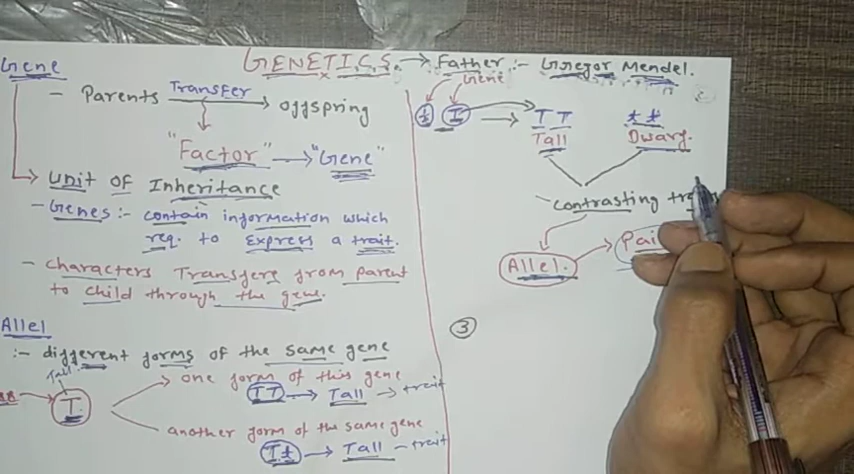 GENETICS. → Father :- Gregor Mendel.
Gene
- Parents Transfer → offspring
"Factor" → "Gene"
→ unit of Inheritance
- Genes :- contain information which
req. to express a trait.
- characters Transfere from parent
to child through the gene.
Allel
:- different forms of the same gene
Tall
T
one form of this gene
TT → Tall → trait
another form of the same gene
Tt → Tall - trait
Gene
t T → TT tt
Tall Dwarf
- contrasting
Allel. →
3